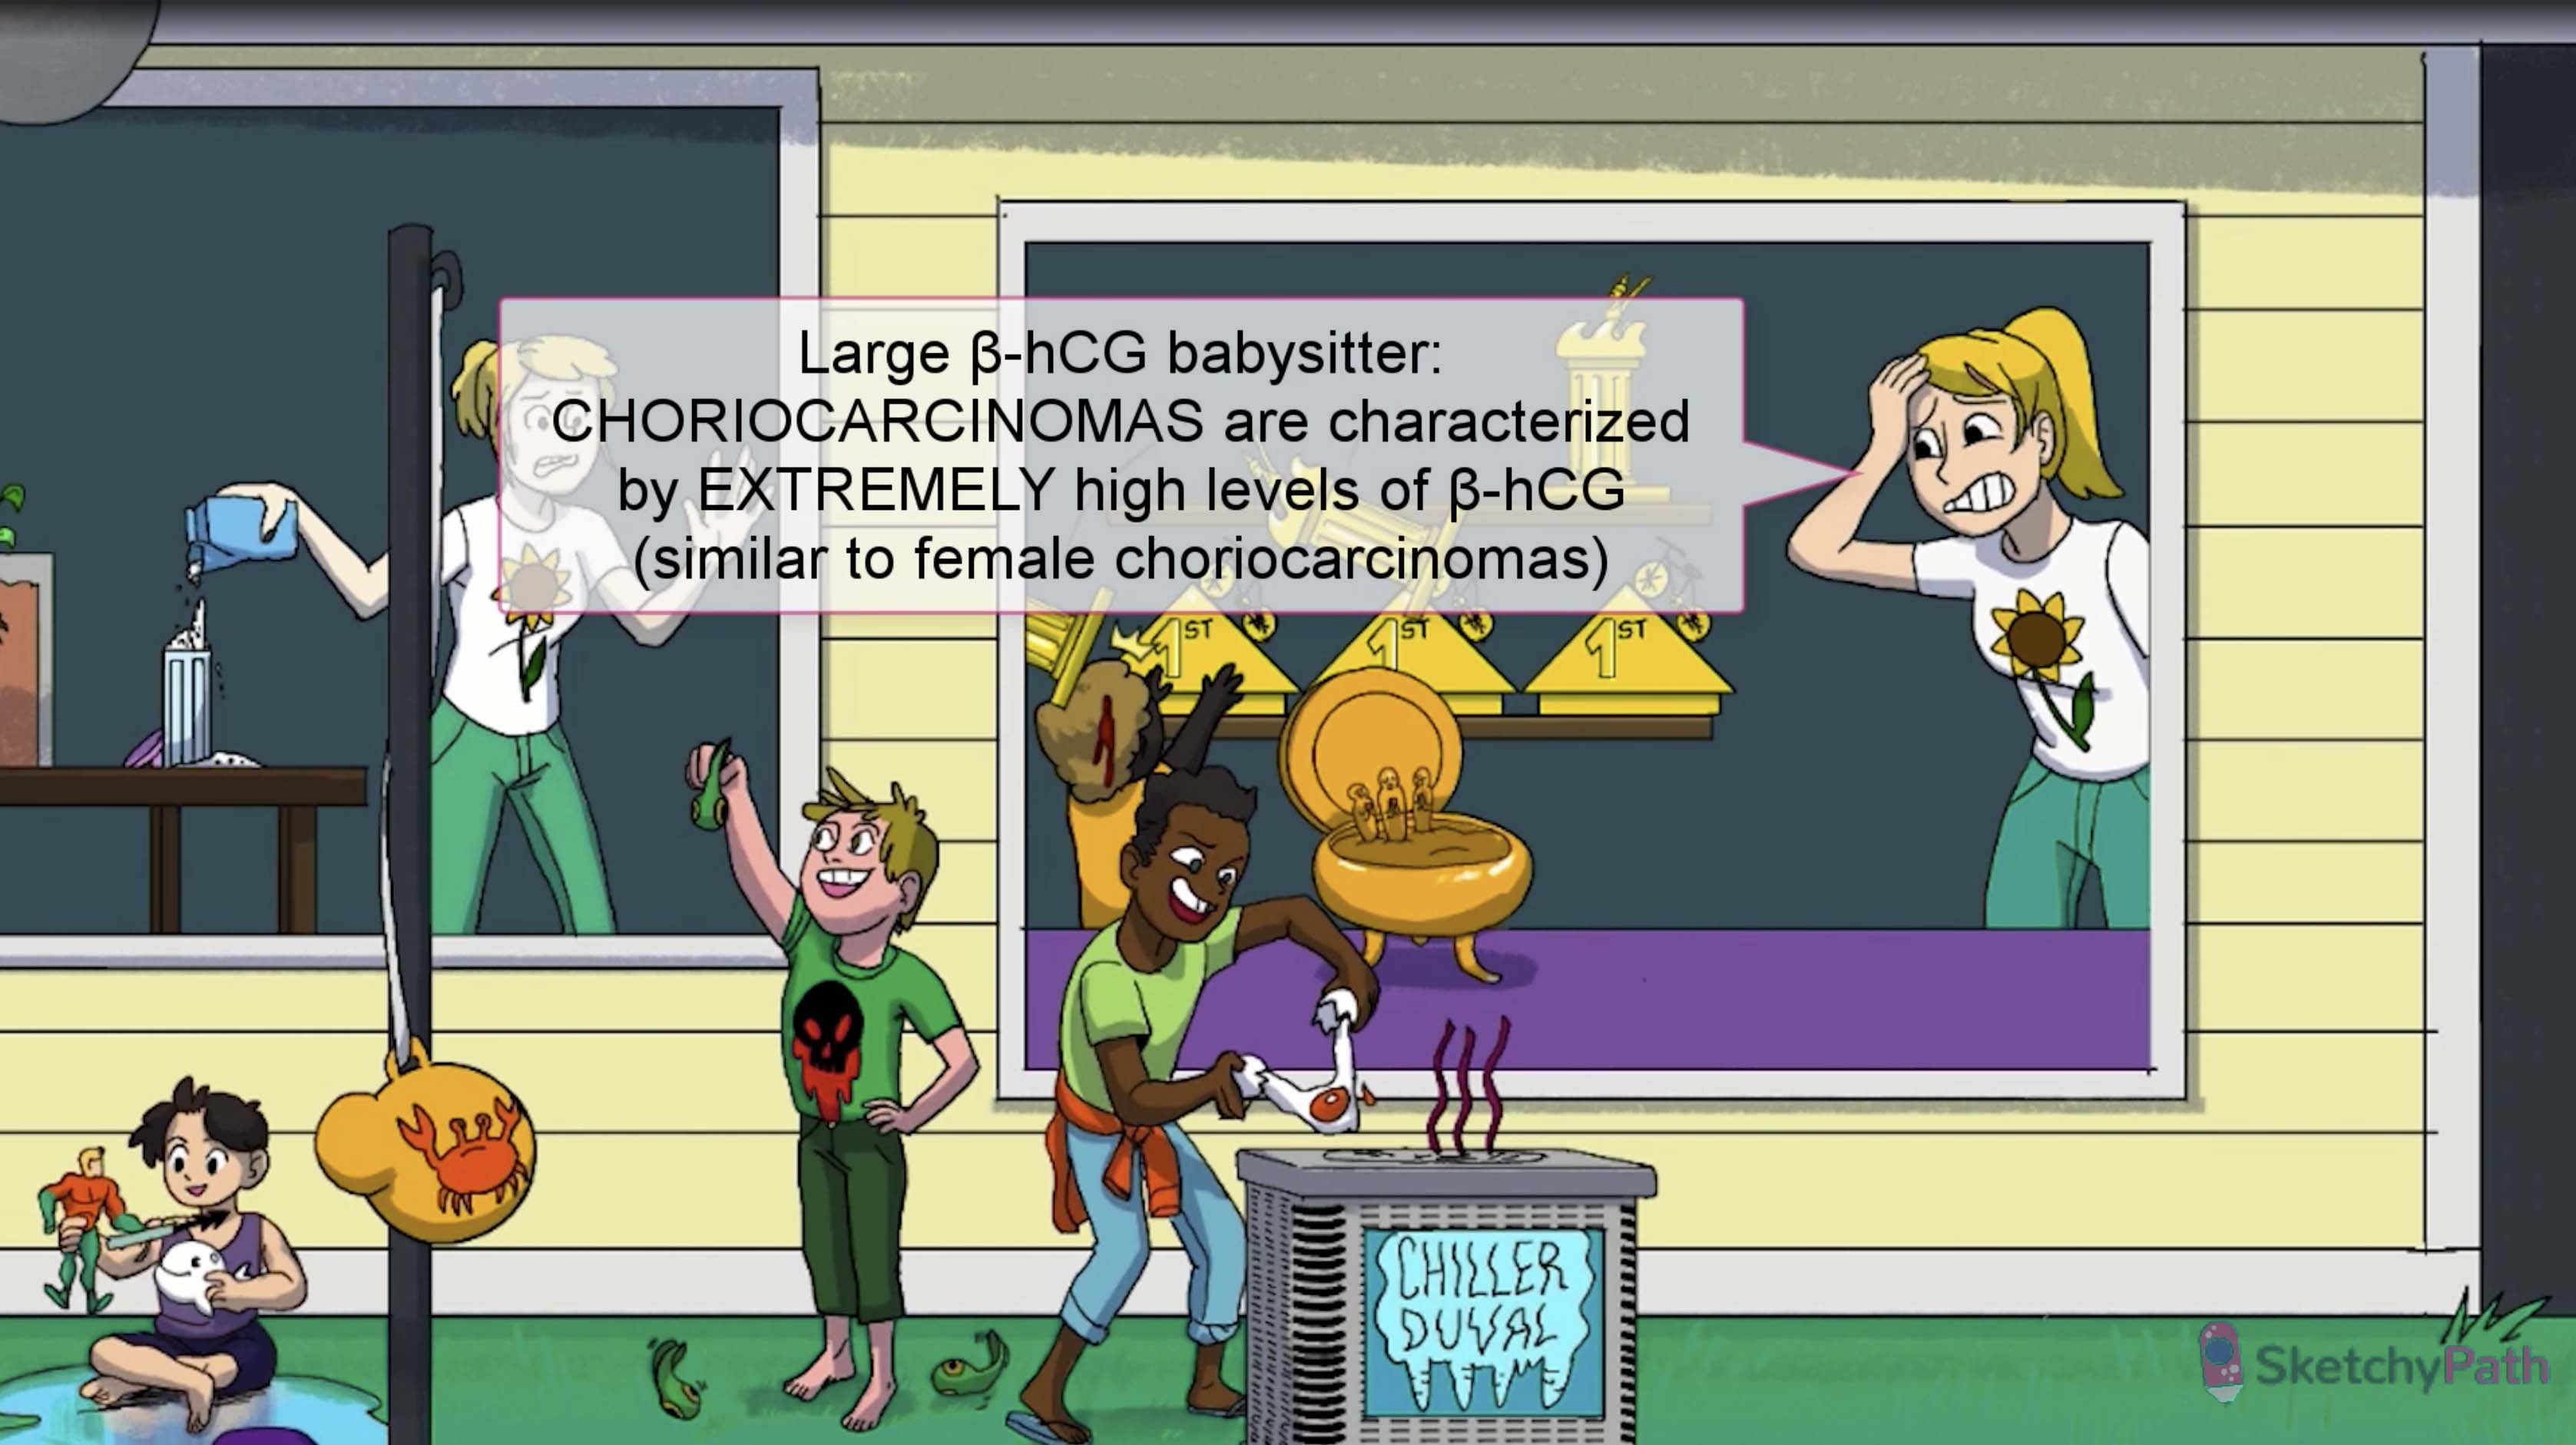 Large β-hCG babysitter:
CHORIOCARCINOMAS are characterized
by EXTREMELY high levels of β-hCG
(similar to female choriocarcinomas)
1ST
1ST
1ST
CHILLER
DUVAL
SketchyPath